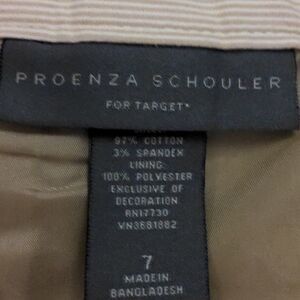 PROENZA SCHOULER
FOR TARGET*
97% COTTON
3% SPANDEX
LINING:
100% POLYESTER
EXCLUSIVE OF
DECORATION
RN17730
VN3681882
7
MADE IN
BANGLADESH